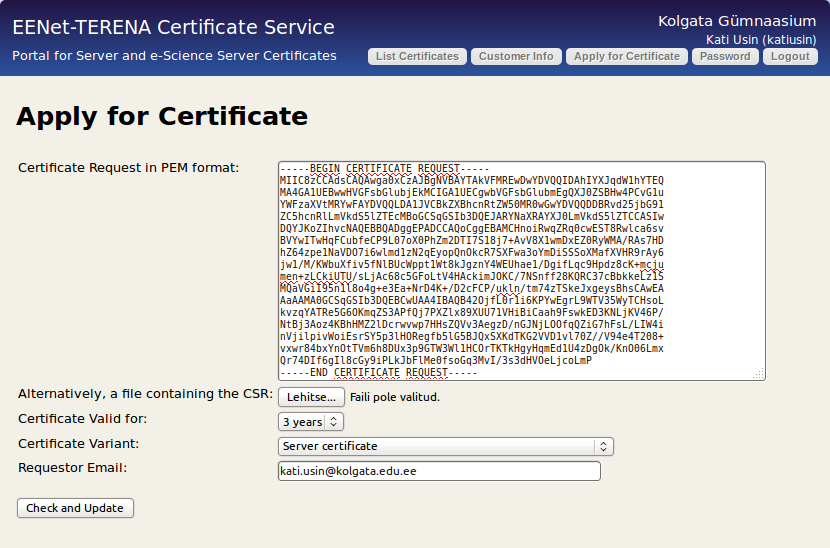 EENet-TERENA Certificate Service
Kolgata Gümnaasium
Kati Usin (katiusin)
Portal for Server and e-Science Server Certificates
List Certificates Customer Info Apply for Certificate Password Logout
Apply for Certificate
Certificate Request in PEM format:
-----BEGIN CERTIFICATE REQUEST-----
MIIC8zCCAdsCAQAwga0xCzAJBgNVBAYTAkVFMREwDwYDVQQIDAhIYXJqdW1hYTEQ
MA4GA1UEBwwHVGFsbGlubjEkMCIGA1UECgwbVGFsbGlubmEgQXJ0ZSBHw4PCvG1u
YWFzaXVtMRYwFAYDVQQLDA1JVCBkZXBhcnRtZW50MR0wGwYDVQQDDBRvd25jbG91
ZC5hcnRlLmVkdS5lZTEcMBoGCSqGSIb3DQEJARYNaXRAYXJ0LmVkdS5lZTCCASIw
DQYJKoZIhvcNAQEBBQADggEPADCCAQoCggEBAMCHnoiRwqZRq0cwEST8Rwlca6sv
BVYwITwHqFCubfeCP9L07oX0PhZm2DTI7S18j7+AvV8X1wmDxEZ0RyWMA/RAs7HD
hZ64zpe1NaVDO7i6wlmd1zN2qEyopQnOkcR7SXFwa3oYmDiSSSoXMafXVHR9rAy6
jw1/M/KWbuXfiv5fNlBUcWppt1Wt8kJgznY4WEUhae1/DgifLqc9Hpdz8cK+mcju
men+zLCkiUTU/sLjAc68c5GFoLtV4HAckimJOKC/7NSnff28KQRC37cBbkkeLz1S
MQaVGiI95n1l8o4g+e3Ea+NrD4K+/D2cFCP/ukln/tm74zTSkeJxgeysBhsCAwEA
AaAAMA0GCSqGSIb3DQEBCwUAA4IBAQB42OjfL0r1i6KPYwEgrL9WTV35WyTCHsoL
kvzqYATRe5G6OKmqZS3APfQj7PXZlx89XUU71VHiBiCaah9FswkED3KNLjKV46P/
NtBj3Aoz4KBhHMZ2lDcrwvwp7HHsZQVv3AegzD/nGJNjLOOfqQZiG7hFsL/LIW4i
nVjilpivWoiEsrSY5p3lHORegfb5lG5BJQxSXKdTKG2VVD1vl70Z//V94e4T208+
vxwr84bxYnOtTVm6h8DUx3p9GTW3Wl1HCOrTKTkHgyHqmEd1U4zDgOk/KnO06Lmx
Qr74DIf6gIl8cGy9iPLkJbFlMe0fsoGq3MvI/3s3dHVOeLjcoLmP
-----END CERTIFICATE REQUEST-----
Alternatively, a file containing the CSR: Lehitse... Faili pole valitud.
Certificate Valid for: 3 years
Certificate Variant: Server certificate
Requestor Email: kati.usin@kolgata.edu.ee
Check and Update